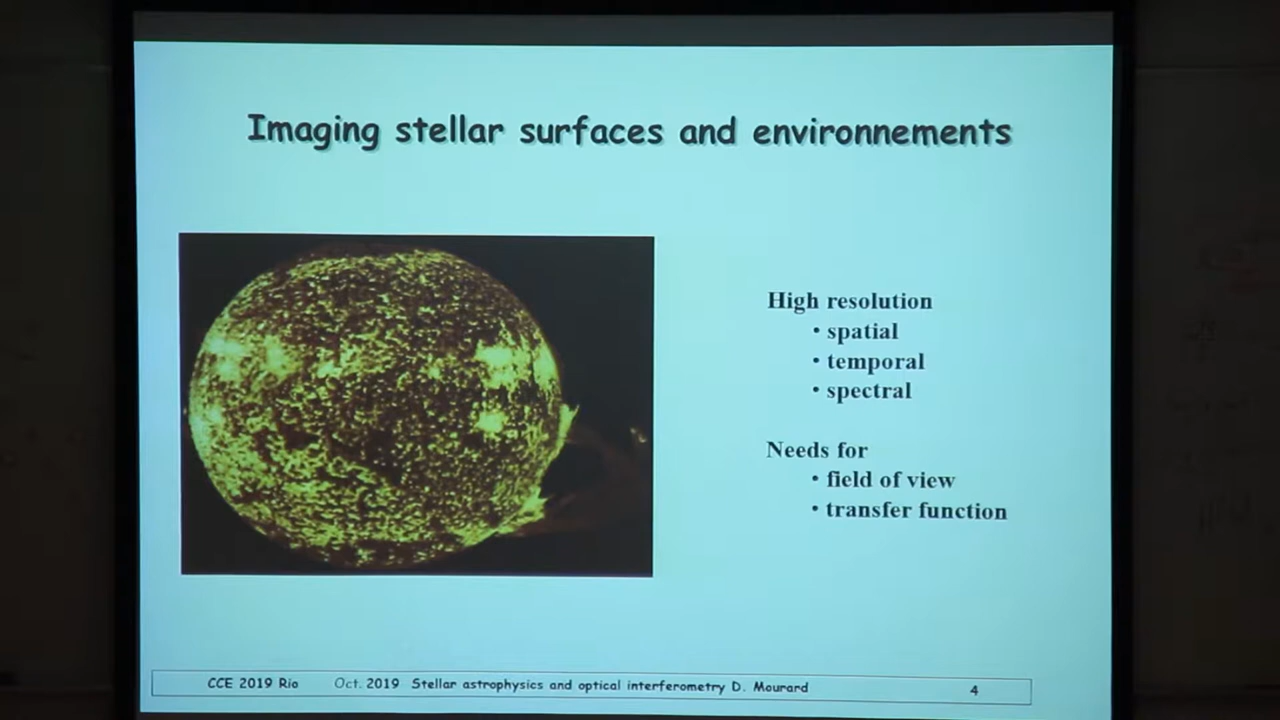 Imaging stellar surfaces and environnements
High resolution
• spatial
• temporal
• spectral
Needs for
• field of view
• transfer function
CCE 2019 Rio Oct. 2019 Stellar astrophysics and optical interferometry D. Mourard 4